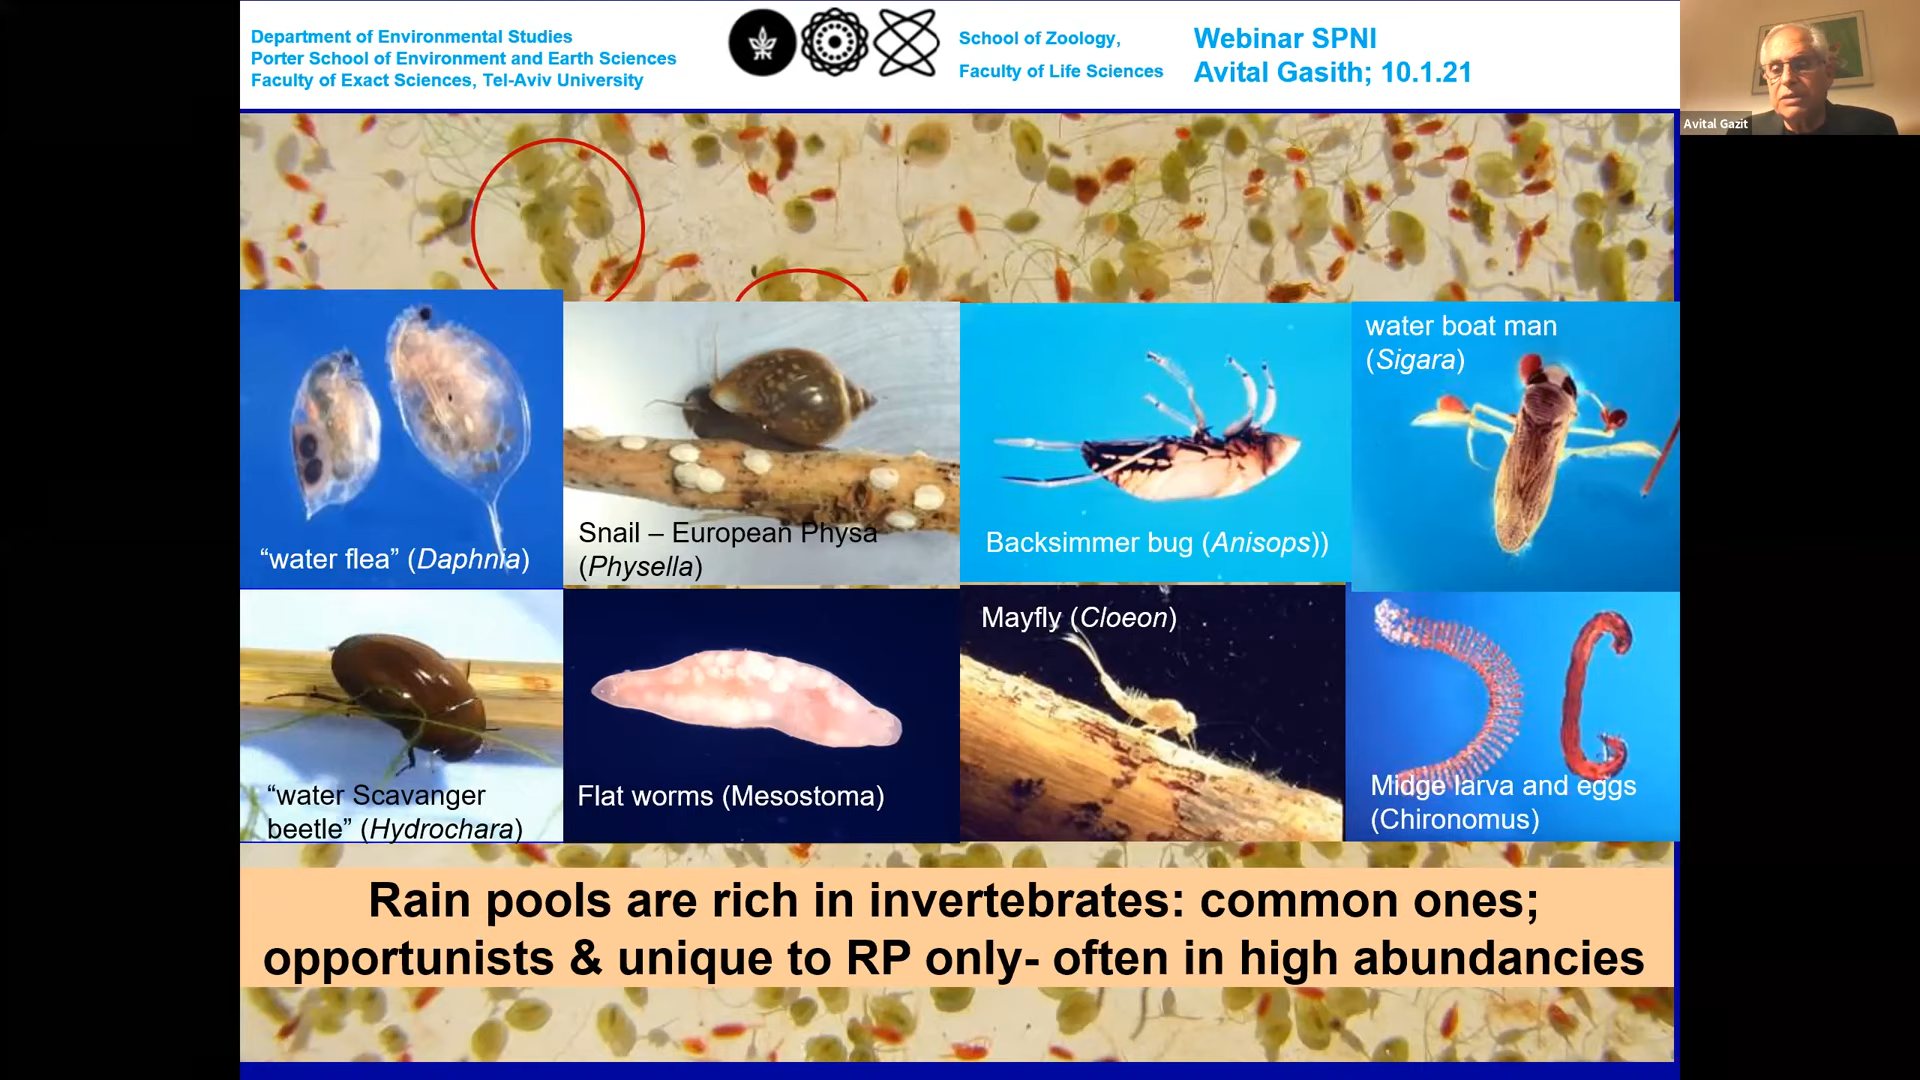 Department of Environmental Studies
Porter School of Environment and Earth Sciences
Faculty of Exact Sciences, Tel-Aviv University
School of Zoology,
Faculty of Life Sciences
Webinar SPNI
Avital Gasith; 10.1.21
Avital Gazit
“water flea” (Daphnia)
Snail – European Physa
(Physella)
Backsimmer bug (Anisops))
water boat man
(Sigara)
“water Scavanger
beetle” (Hydrochara)
Flat worms (Mesostoma)
Mayfly (Cloeon)
Midge larva and eggs
(Chironomus)
Rain pools are rich in invertebrates: common ones;
opportunists & unique to RP only- often in high abundancies